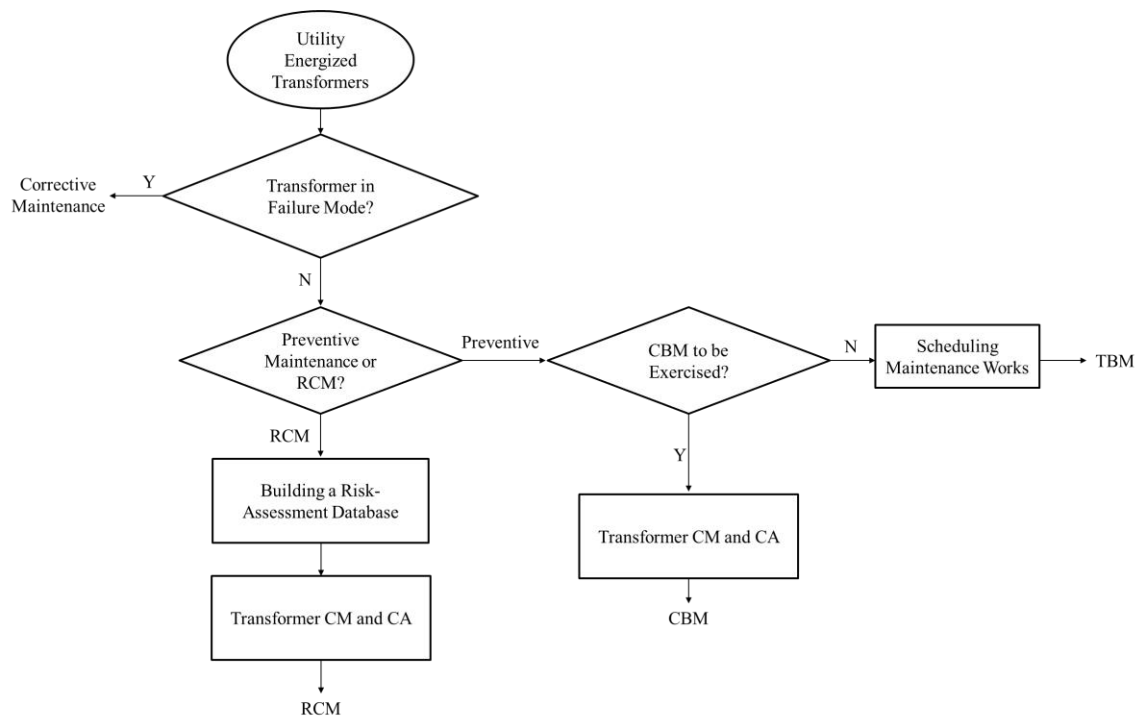 Utility
Energized
Transformers
Y
Corrective
Maintenance
Transformer in
Failure Mode?
N
Preventive
Maintenance or
RCM?
Preventive
CBM to be
Exercised?
N
Scheduling
Maintenance Works
TBM
RCM
Y
Building a Risk-
Assessment Database
Transformer CM and CA
Transformer CM and CA
CBM
RCM